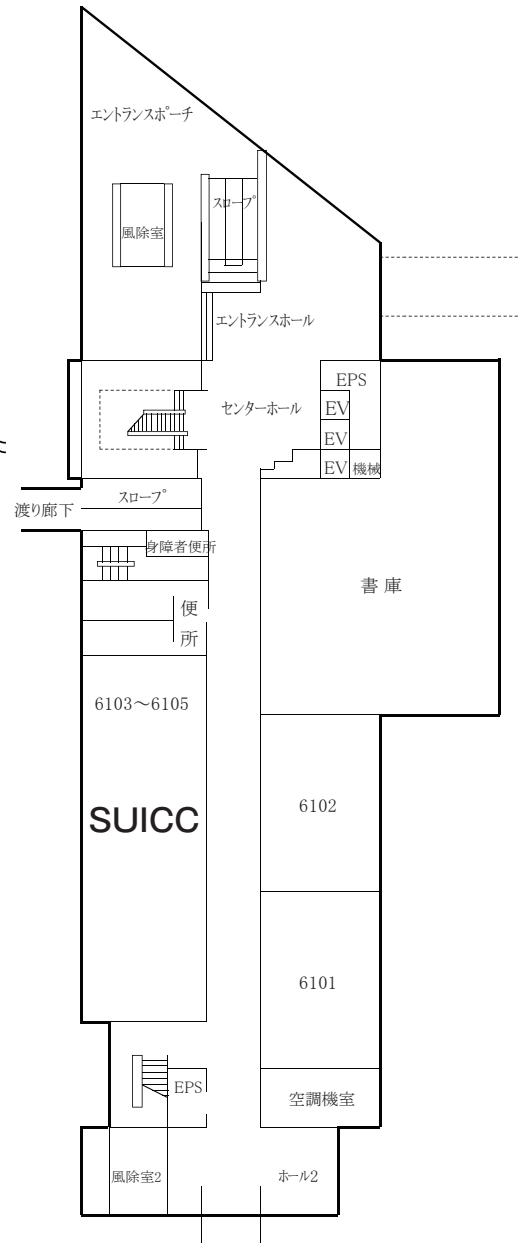 エントランスポーチ
スロープ
風除室
エントランスホール
EPS
センターホール
EV
EV
EV
機械
た
スロープ
渡り廊下
身障者便所
書庫
便
所
6103～6105
6102
SUICC
6101
EPS
空調機室
風除室2
ホール2